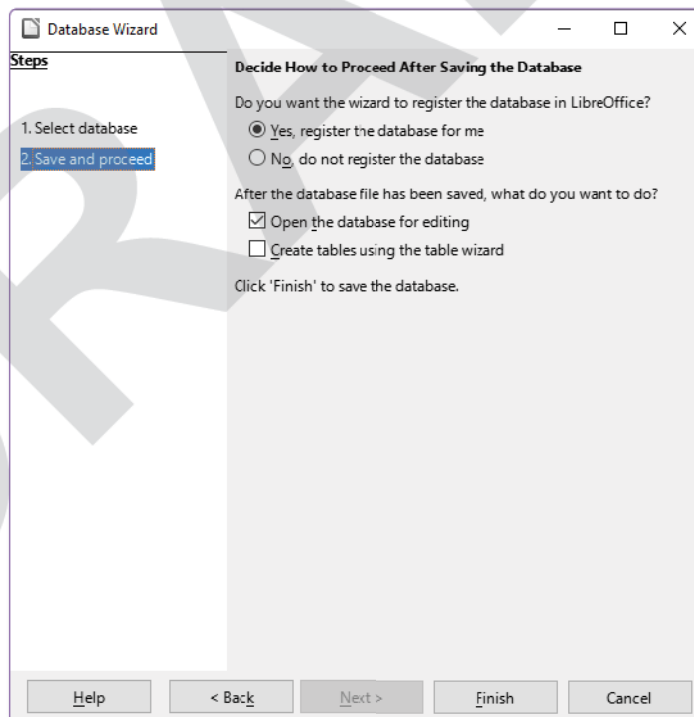 Database Wizard
Steps
1. Select database
2. Save and proceed
Decide How to Proceed After Saving the Database
Do you want the wizard to register the database in LibreOffice?
Yes, register the database for me
No, do not register the database
After the database file has been saved, what do you want to do?
Open the database for editing
Create tables using the table wizard
Click 'Finish' to save the database.
Help
< Back
Next >
Finish
Cancel